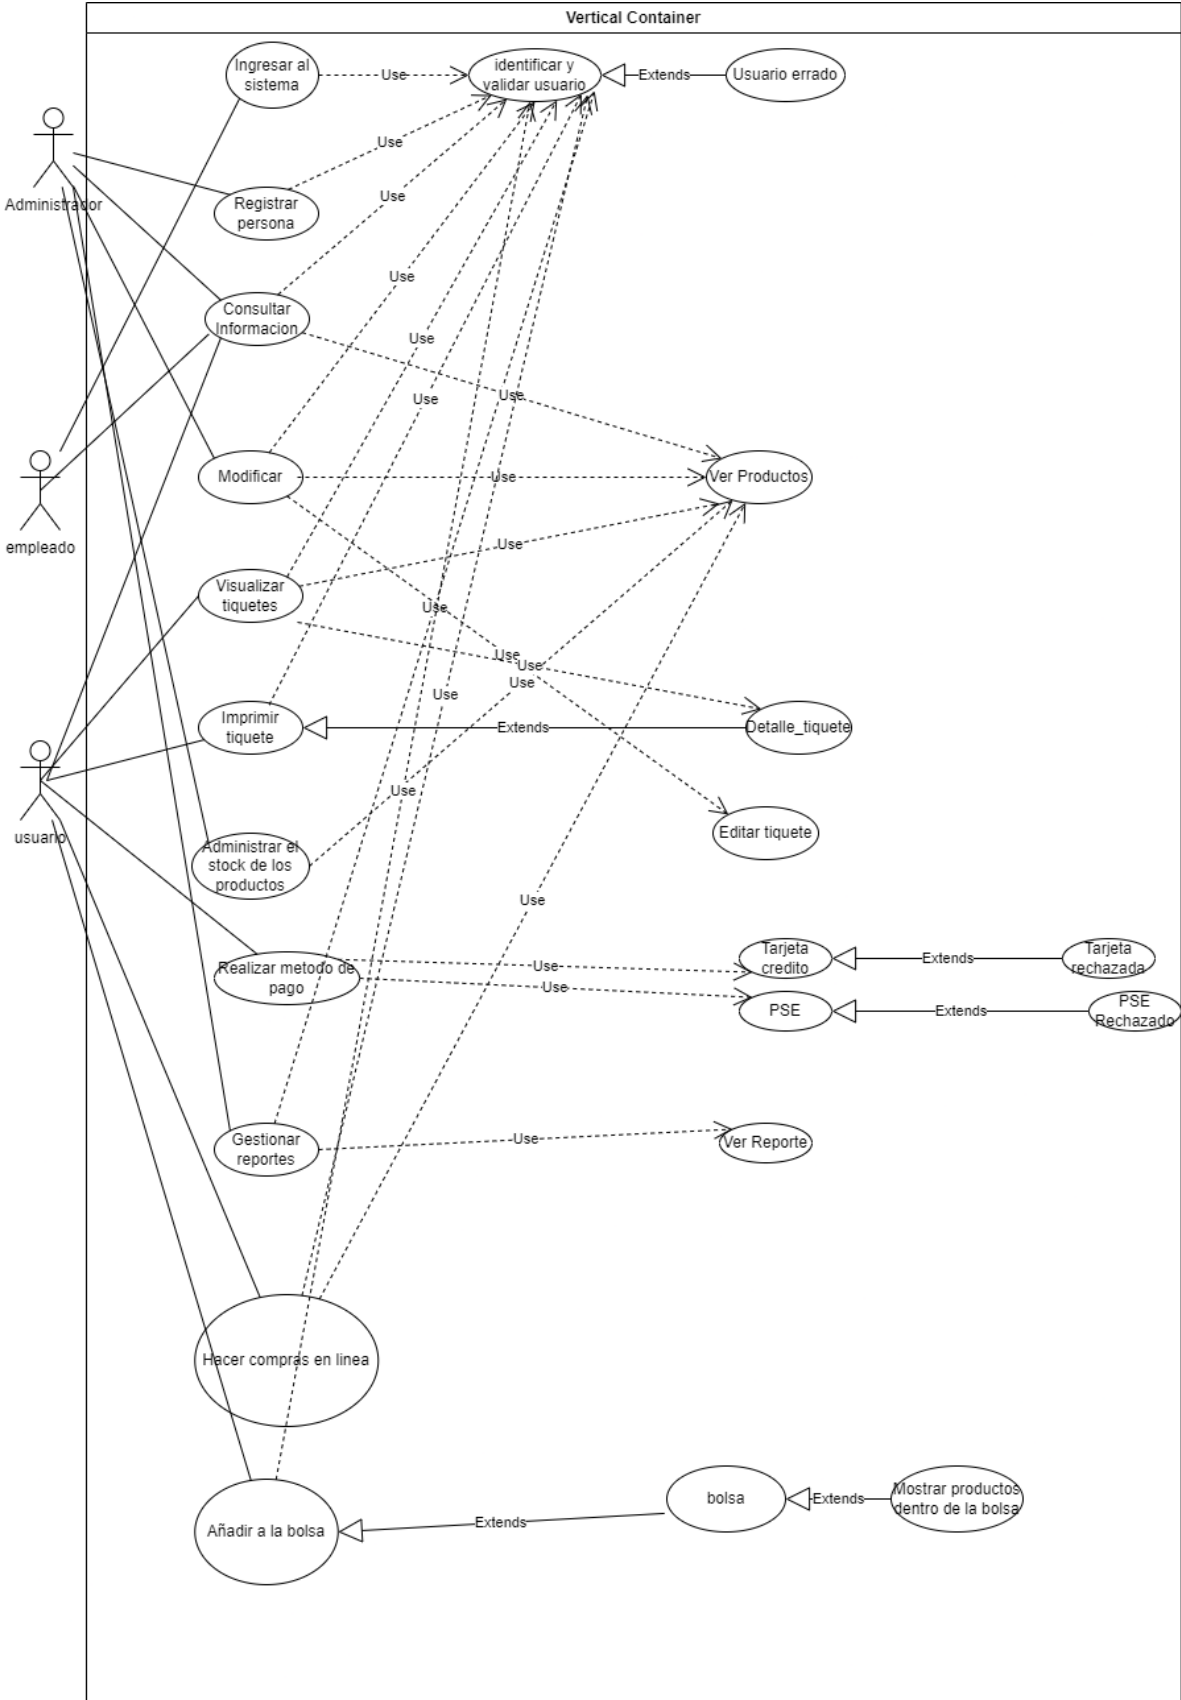 Vertical Container
Ingresar al
sistema
Use
identificar y
validar usuario
Extends
Usuario errado
Administrador
Use
Registrar
persona
Use
Use
Consultar
Informacion
Use
Use
Use
empleado
Modificar
Use
Ver Productos
Use
Visualizar
tiquetes
Use
Use
Use
Use
Use
Imprimir
tiquete
Extends
Detalle_tiquete
usuario
Use
Editar tiquete
Administrar el
stock de los
productos
Use
Realizar metodo de
pago
Use
Use
Tarjeta
credito
Extends
Tarjeta
rechazada
PSE
Extends
PSE
Rechazado
Gestionar
reportes
Use
Ver Reporte
Hacer compras en linea
Añadir a la bolsa
Extends
bolsa
Extends
Mostrar productos
dentro de la bolsa